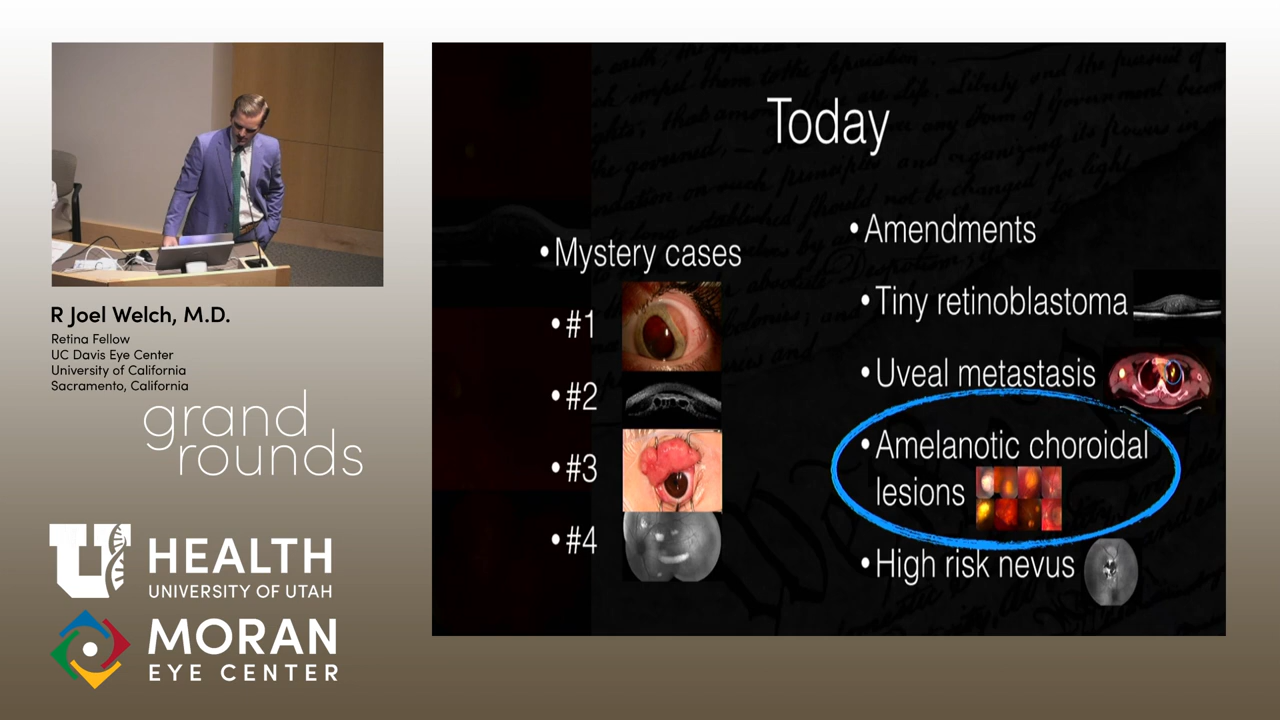 Today
•Mystery cases
•#1
•#2
•#3
•#4
•Amendments
•Tiny retinoblastoma
•Uveal metastasis
•Amelanotic choroidal
lesions
•High risk nevus
R Joel Welch, M.D.
Retina Fellow
UC Davis Eye Center
University of California
Sacramento, California
grand
rounds
U HEALTH
UNIVERSITY OF UTAH
MORAN
EYE CENTER